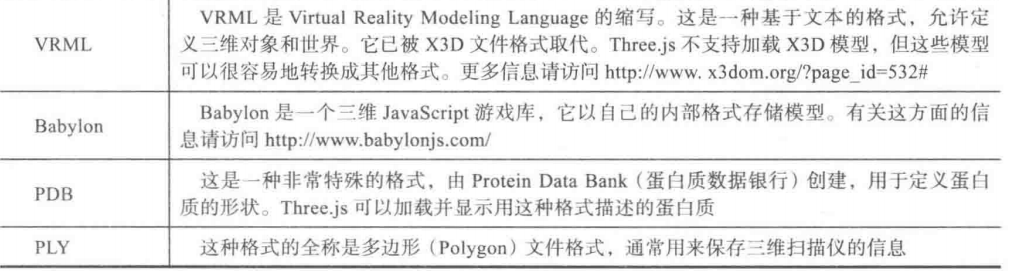 VRML 是 Virtual Reality Modeling Language 的缩写。这是一种基于文本的格式，允许定
VRML 义三维对象和世界。它已被 X3D 文件格式取代。Three.js 不支持加载 X3D 模型，但这些模型
可以很容易地转换成其他格式。更多信息请访问 http://www. x3dom.org/?page_id=532#
Babylon 是一个三维 JavaScript 游戏库，它以自己的内部格式存储模型。有关这方面的信
Babylon
息请访问 http://www.babylonjs.com/
这是一种非常特殊的格式，由 Protein Data Bank（蛋白质数据银行）创建，用于定义蛋白
PDB
质的形状。Three.js 可以加载并显示用这种格式描述的蛋白质
PLY 这种格式的全称是多边形（Polygon）文件格式，通常用来保存三维扫描仪的信息